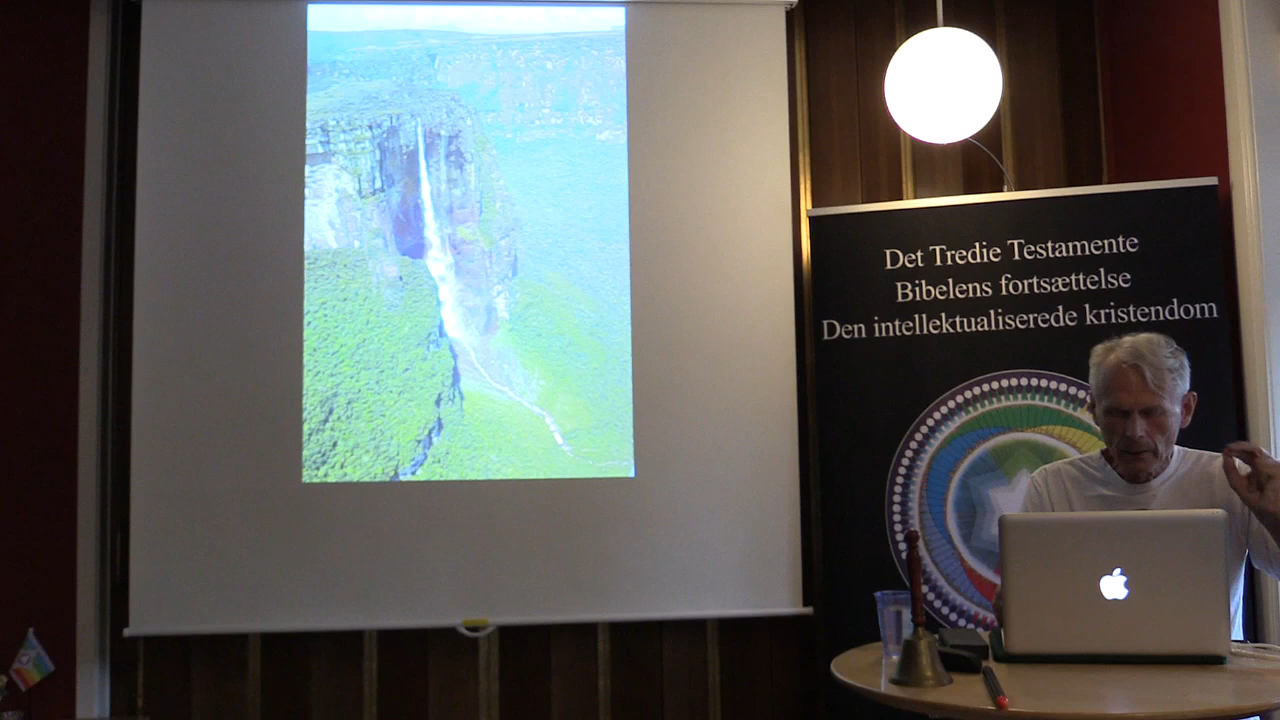 Det Tredie Testamente
Bibelens fortsættelse
Den intellektualiserede kristendom